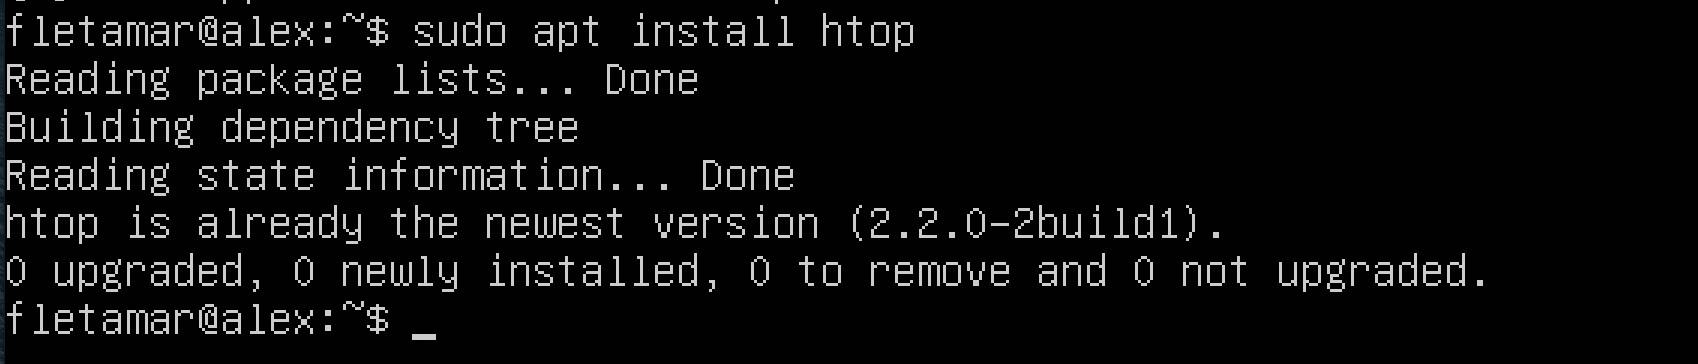 fletamar@alex:~$ sudo apt install htop
Reading package lists... Done
Building dependency tree
Reading state information... Done
htop is already the newest version (2.2.0-2build1).
0 upgraded, 0 newly installed, 0 to remove and 0 not upgraded.
fletamar@alex:~$ _